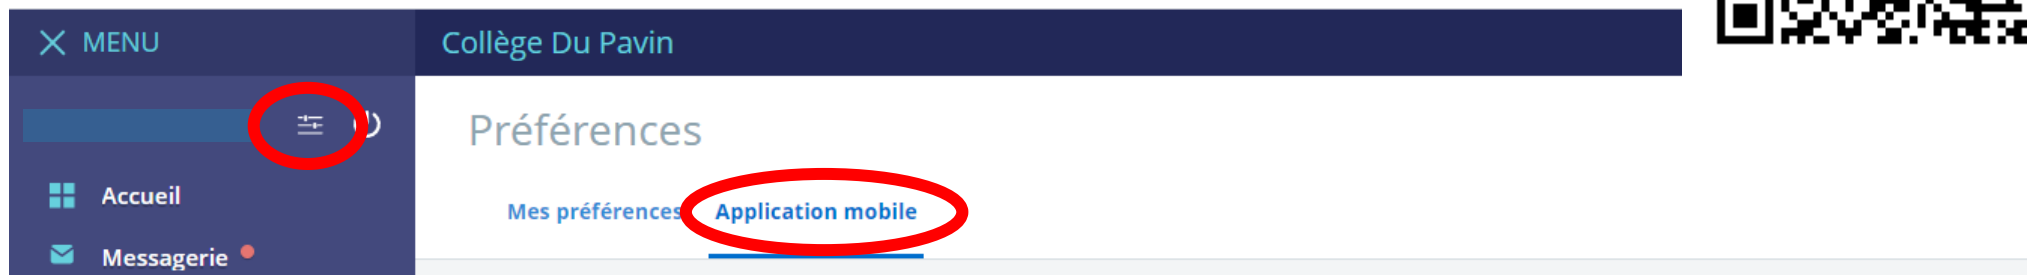 MENU
Collège Du Pavin
Préférences
Accueil
Mes préférences
Application mobile
Messagerie